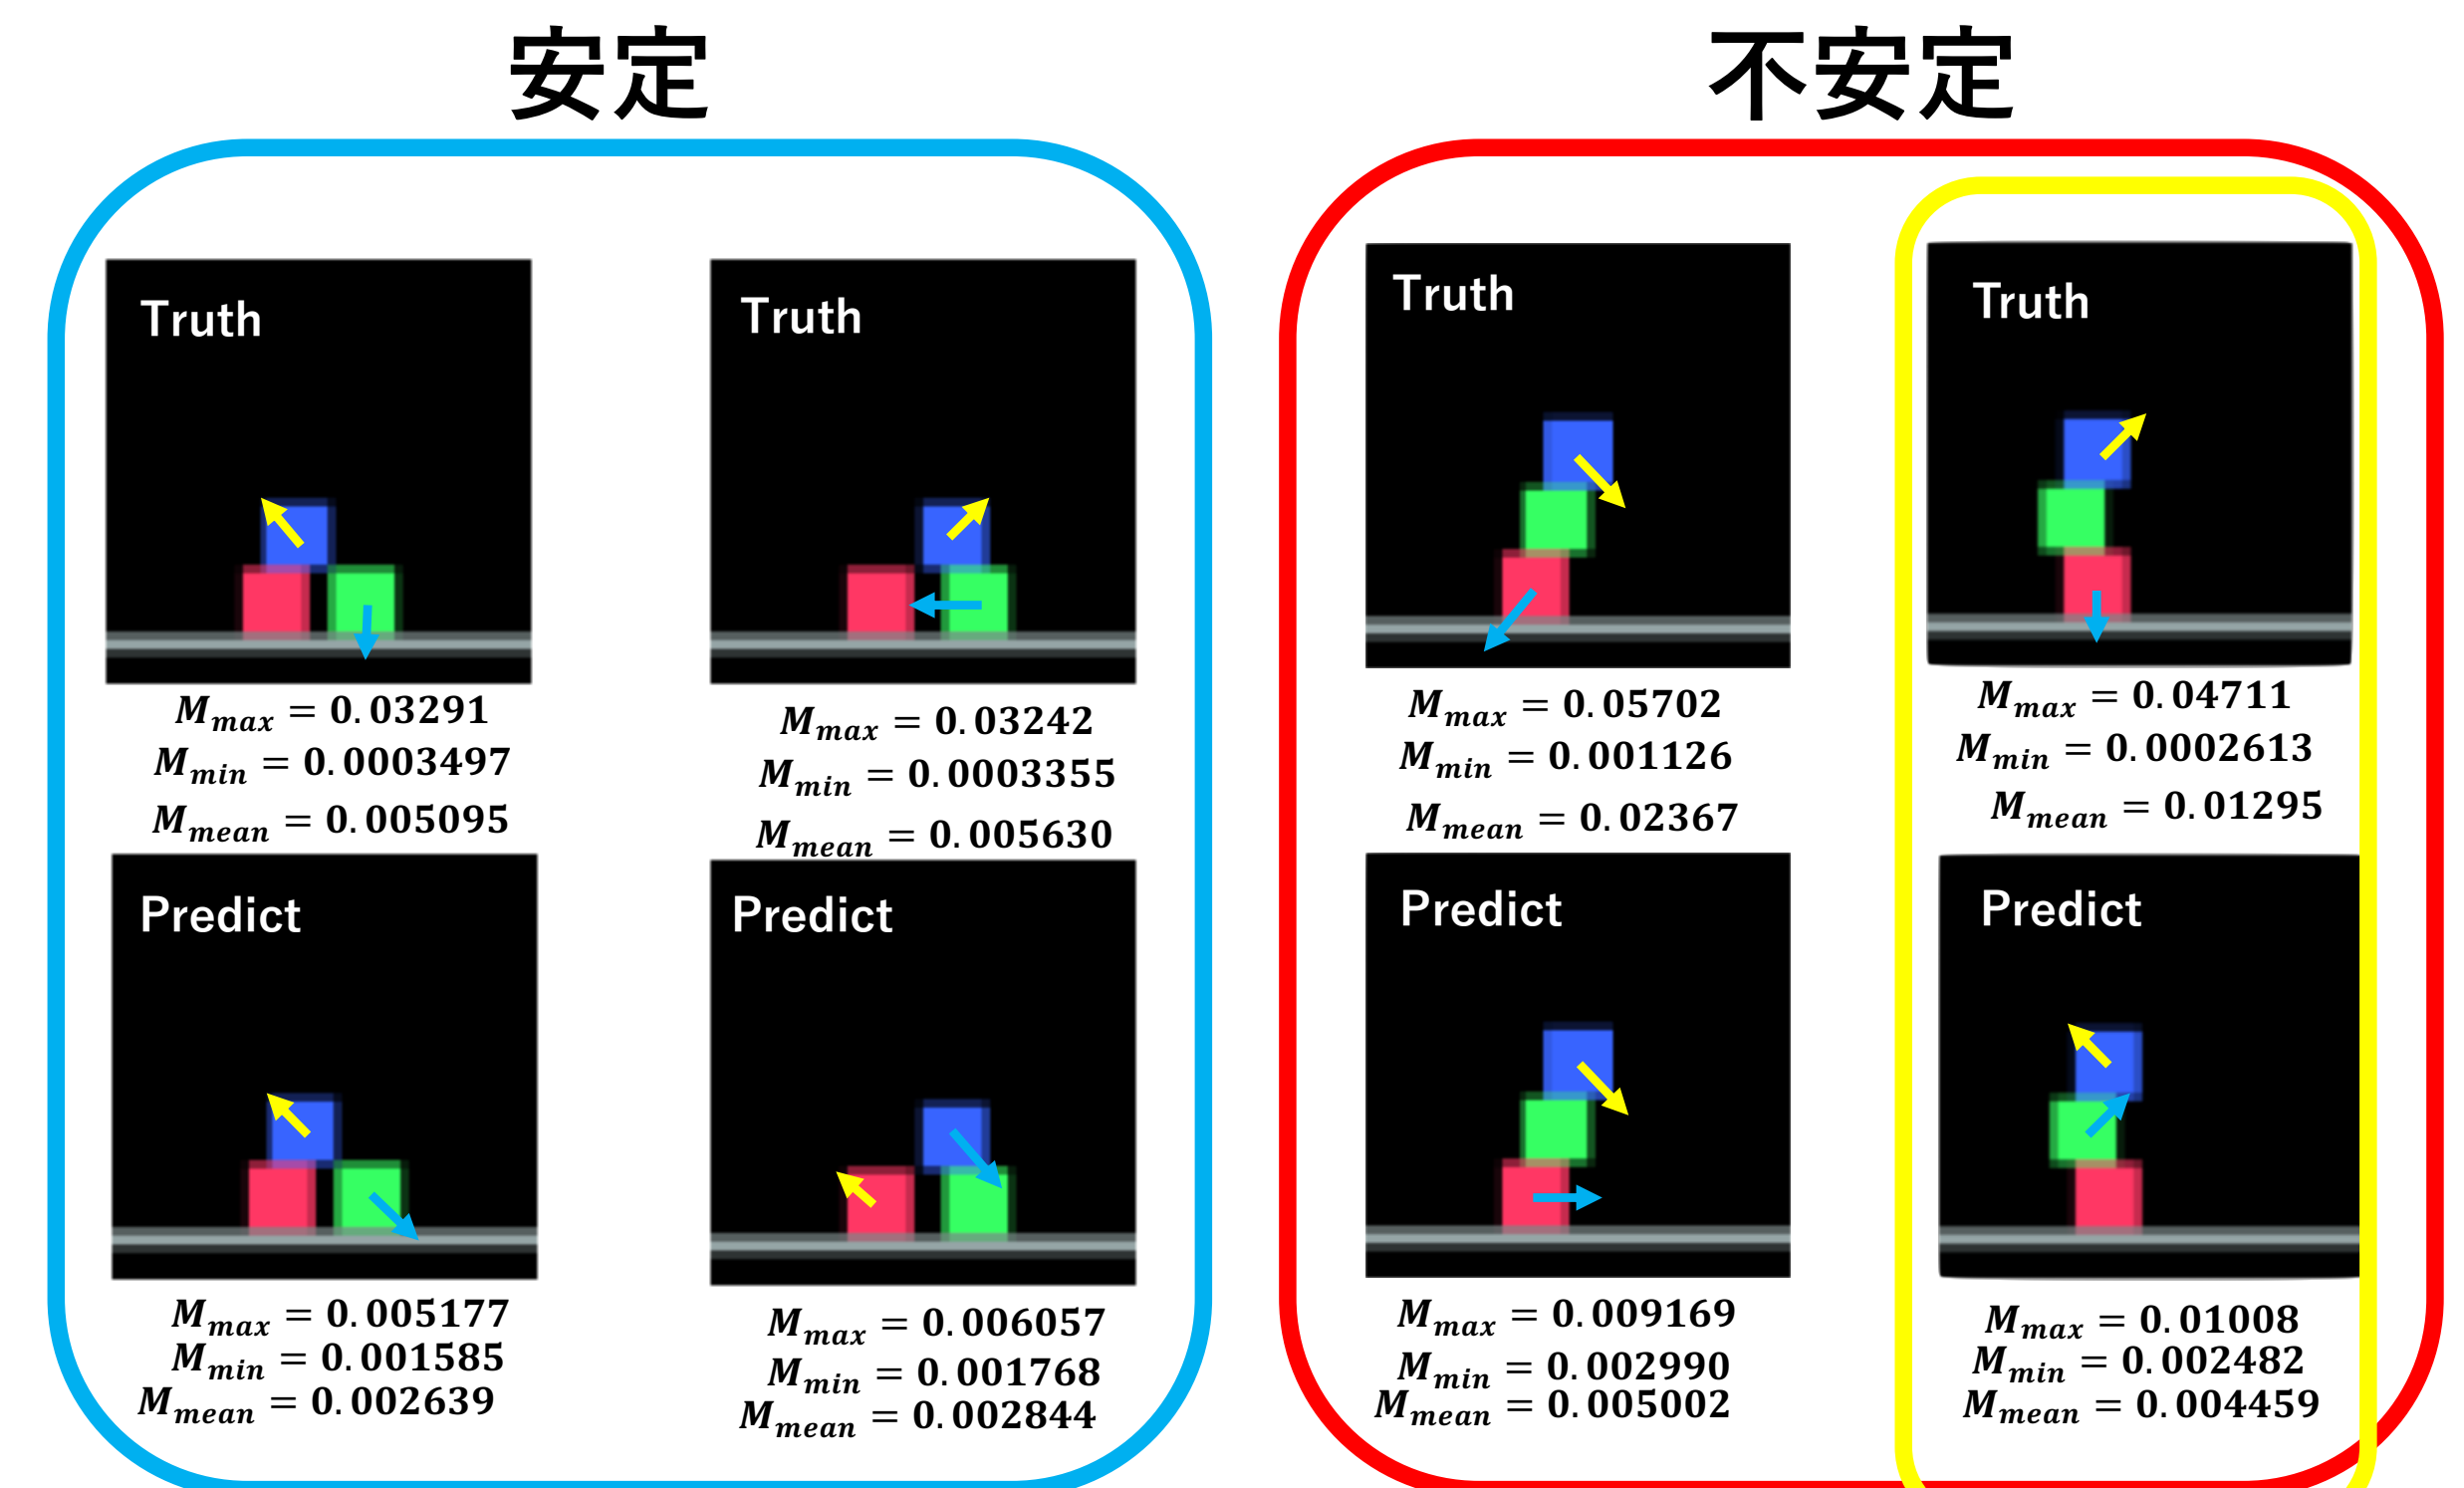 安定
不安定
Truth
M_max = 0.03291
M_min = 0.0003497
M_mean = 0.005095
Truth
M_max = 0.03242
M_min = 0.0003355
M_mean = 0.005630
Truth
M_max = 0.05702
M_min = 0.001126
M_mean = 0.02367
Truth
M_max = 0.04711
M_min = 0.0002613
M_mean = 0.01295
Predict
M_max = 0.005177
M_min = 0.001585
M_mean = 0.002639
Predict
M_max = 0.006057
M_min = 0.001768
M_mean = 0.002844
Predict
M_max = 0.009169
M_min = 0.002990
M_mean = 0.005002
Predict
M_max = 0.01008
M_min = 0.002482
M_mean = 0.004459